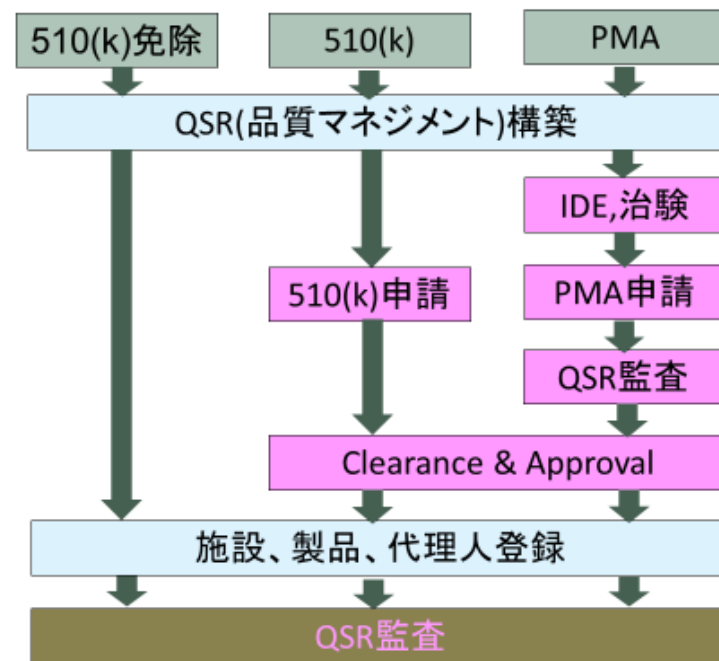 510(k)免除
510(k)
PMA
QSR(品質マネジメント)構築
IDE,治験
510(k)申請
PMA申請
QSR監査
Clearance & Approval
施設、製品、代理人登録
QSR監査